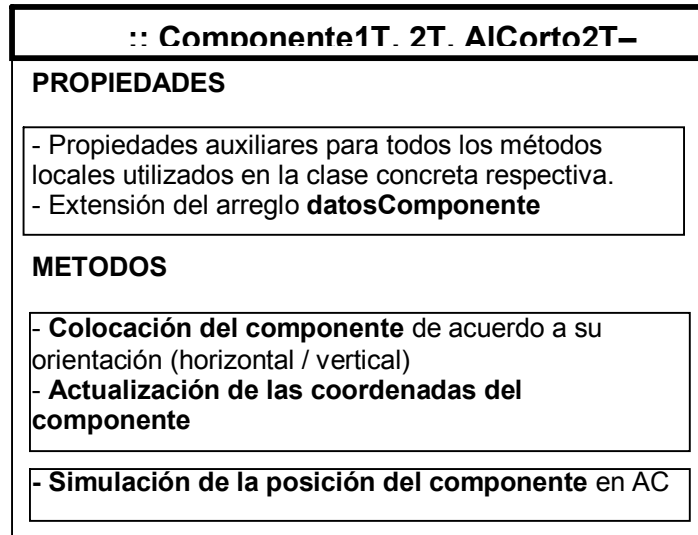 :: Componente1T, 2T, AlCorto2T–
PROPIEDADES
- Propiedades auxiliares para todos los métodos
locales utilizados en la clase concreta respectiva.
- Extensión del arreglo datosComponente
METODOS
- Colocación del componente de acuerdo a su
orientación (horizontal / vertical)
- Actualización de las coordenadas del
componente
- Simulación de la posición del componente en AC